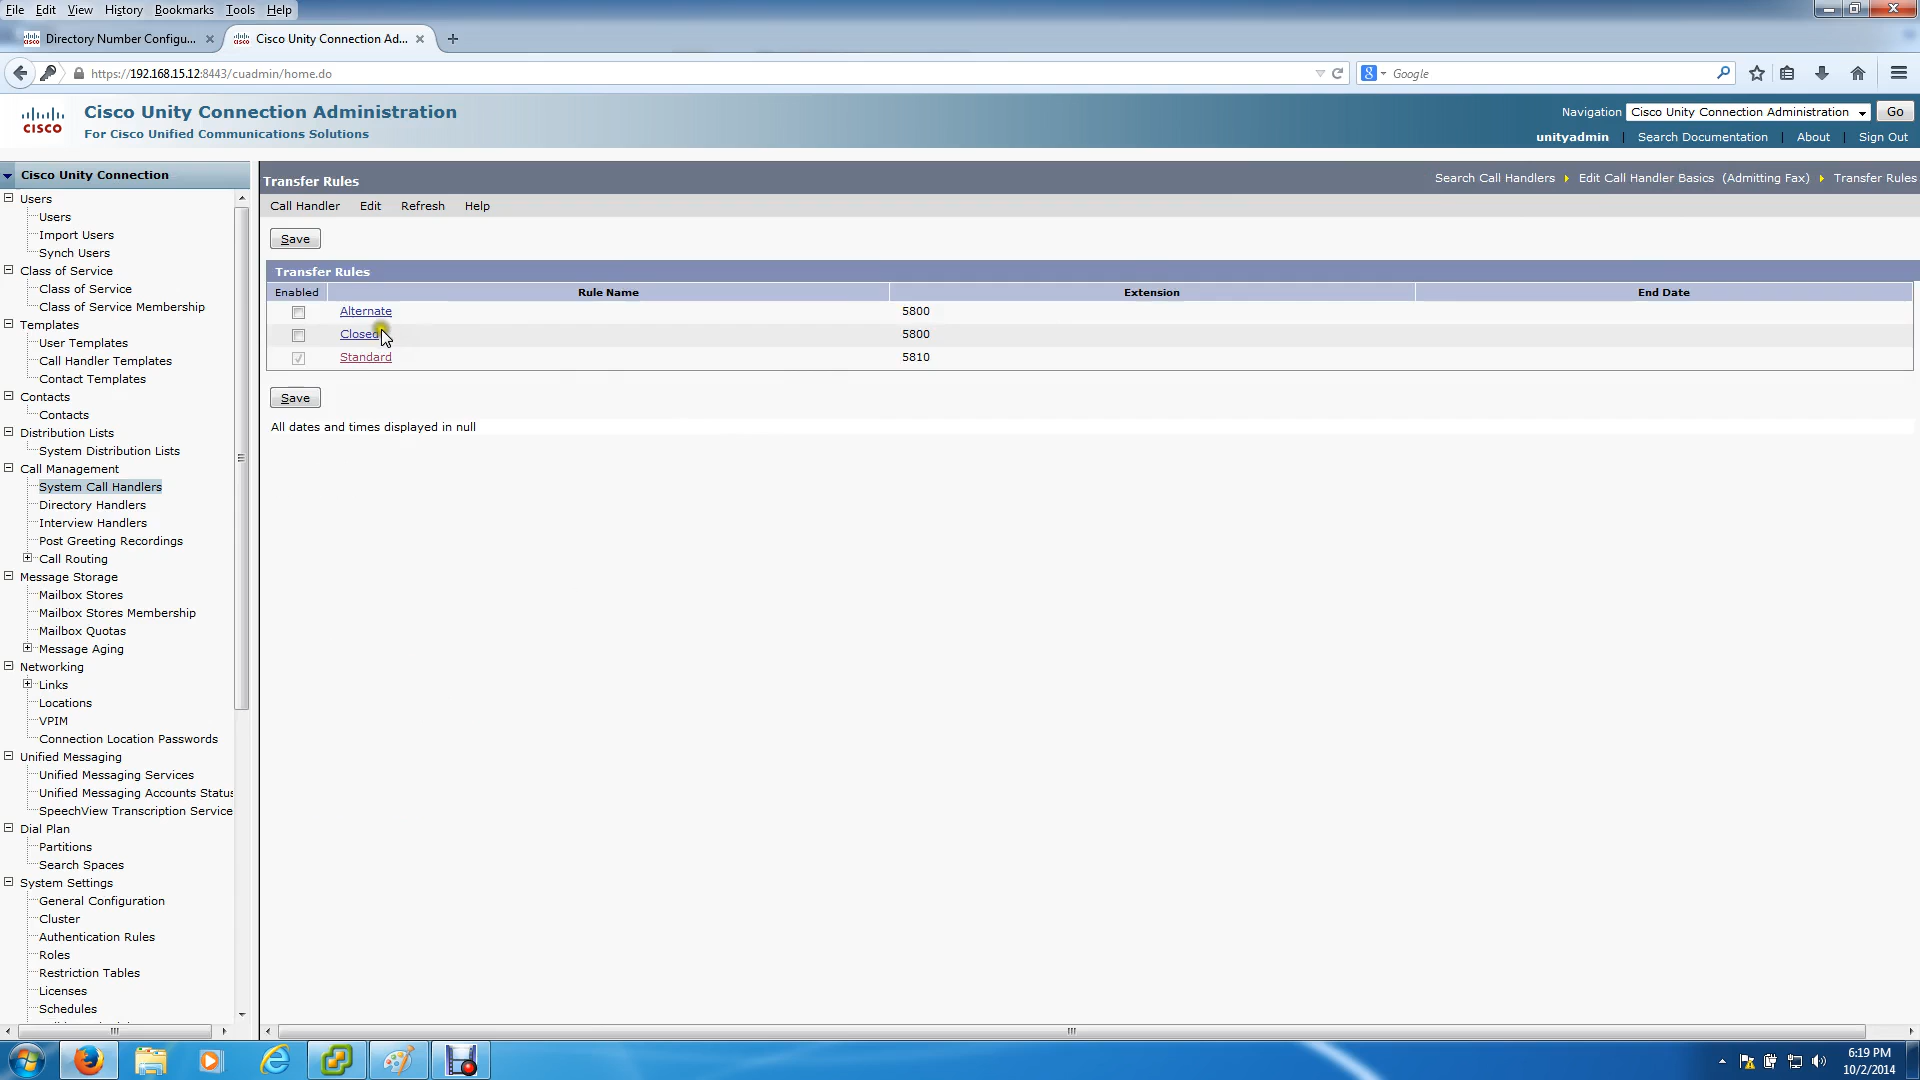 File Edit View History Bookmarks Tools Help
Directory Number Configu... Cisco Unity Connection Ad...
https://192.168.15.12:8443/cuadmin/home.do Google
CISCO
Cisco Unity Connection Administration
For Cisco Unified Communications Solutions
Navigation Cisco Unity Connection Administration Go
unityadmin | Search Documentation | About | Sign Out
Cisco Unity Connection
Users
Users
Import Users
Synch Users
Class of Service
Class of Service
Class of Service Membership
Templates
User Templates
Call Handler Templates
Contact Templates
Contacts
Contacts
Distribution Lists
System Distribution Lists
Call Management
System Call Handlers
Directory Handlers
Interview Handlers
Post Greeting Recordings
Call Routing
Message Storage
Mailbox Stores
Mailbox Stores Membership
Mailbox Quotas
Message Aging
Networking
Links
Locations
VPIM
Connection Location Passwords
Unified Messaging
Unified Messaging Services
Unified Messaging Accounts Status
SpeechView Transcription Service
Dial Plan
Partitions
Search Spaces
System Settings
General Configuration
Cluster
Authentication Rules
Roles
Restriction Tables
Licenses
Schedules
Transfer Rules
Search Call Handlers Edit Call Handler Basics (Admitting Fax) Transfer Rules
Call Handler Edit Refresh Help
Save
Transfer Rules
Enabled Rule Name Extension End Date
Alternate 5800
Closed 5800
Standard 5810
Save
All dates and times displayed in null
6:19 PM
10/2/2014